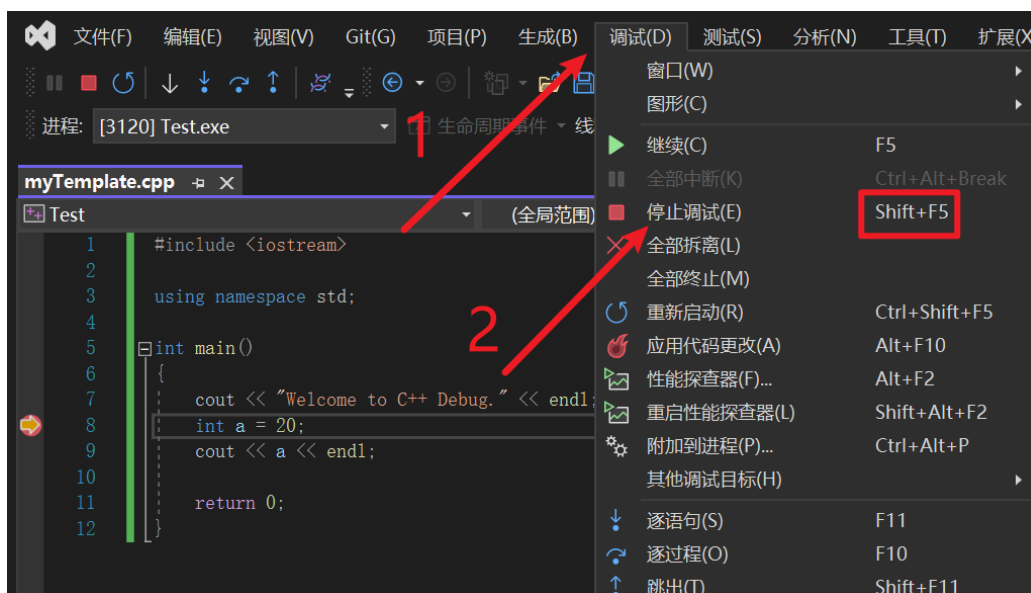 文件(F) 编辑(E) 视图(V) Git(G) 项目(P) 生成(B) 调试(D) 测试(S) 分析(N) 工具(T) 扩展(X
进程: [3120] Test.exe 生命周期事件 线
myTemplate.cpp
Test (全局范围)
1 #include <iostream>
2
3 using namespace std;
4
5 int main()
6 {
7 cout << "Welcome to C++ Debug." << endl;
8 int a = 20;
9 cout << a << endl;
10
11 return 0;
12 }
1
2
窗口(W)
图形(C)
继续(C) F5
全部中断(K) Ctrl+Alt+Break
停止调试(E) Shift+F5
全部拆离(L)
全部终止(M)
重新启动(R) Ctrl+Shift+F5
应用代码更改(A) Alt+F10
性能探查器(F)... Alt+F2
重启性能探查器(L) Shift+Alt+F2
附加到进程(P)... Ctrl+Alt+P
其他调试目标(H)
逐语句(S) F11
逐过程(O) F10
跳出(T) Shift+F11